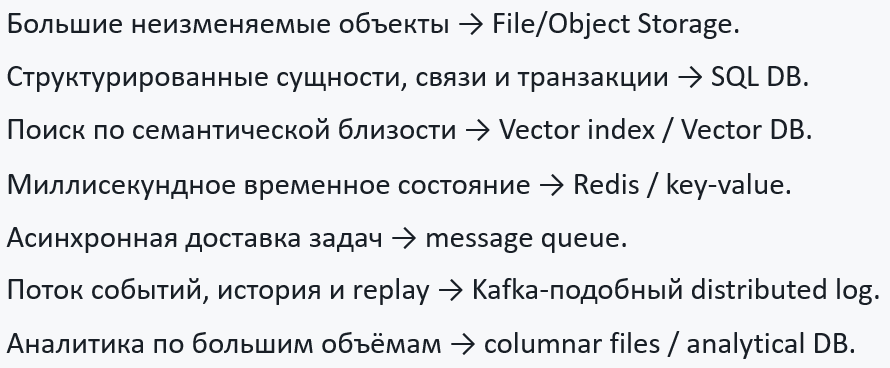 Большие неизменяемые объекты → File/Object Storage.
Структурированные сущности, связи и транзакции → SQL DB.
Поиск по семантической близости → Vector index / Vector DB.
Миллисекундное временное состояние → Redis / key-value.
Асинхронная доставка задач → message queue.
Поток событий, история и replay → Kafka-подобный distributed log.
Аналитика по большим объёмам → columnar files / analytical DB.